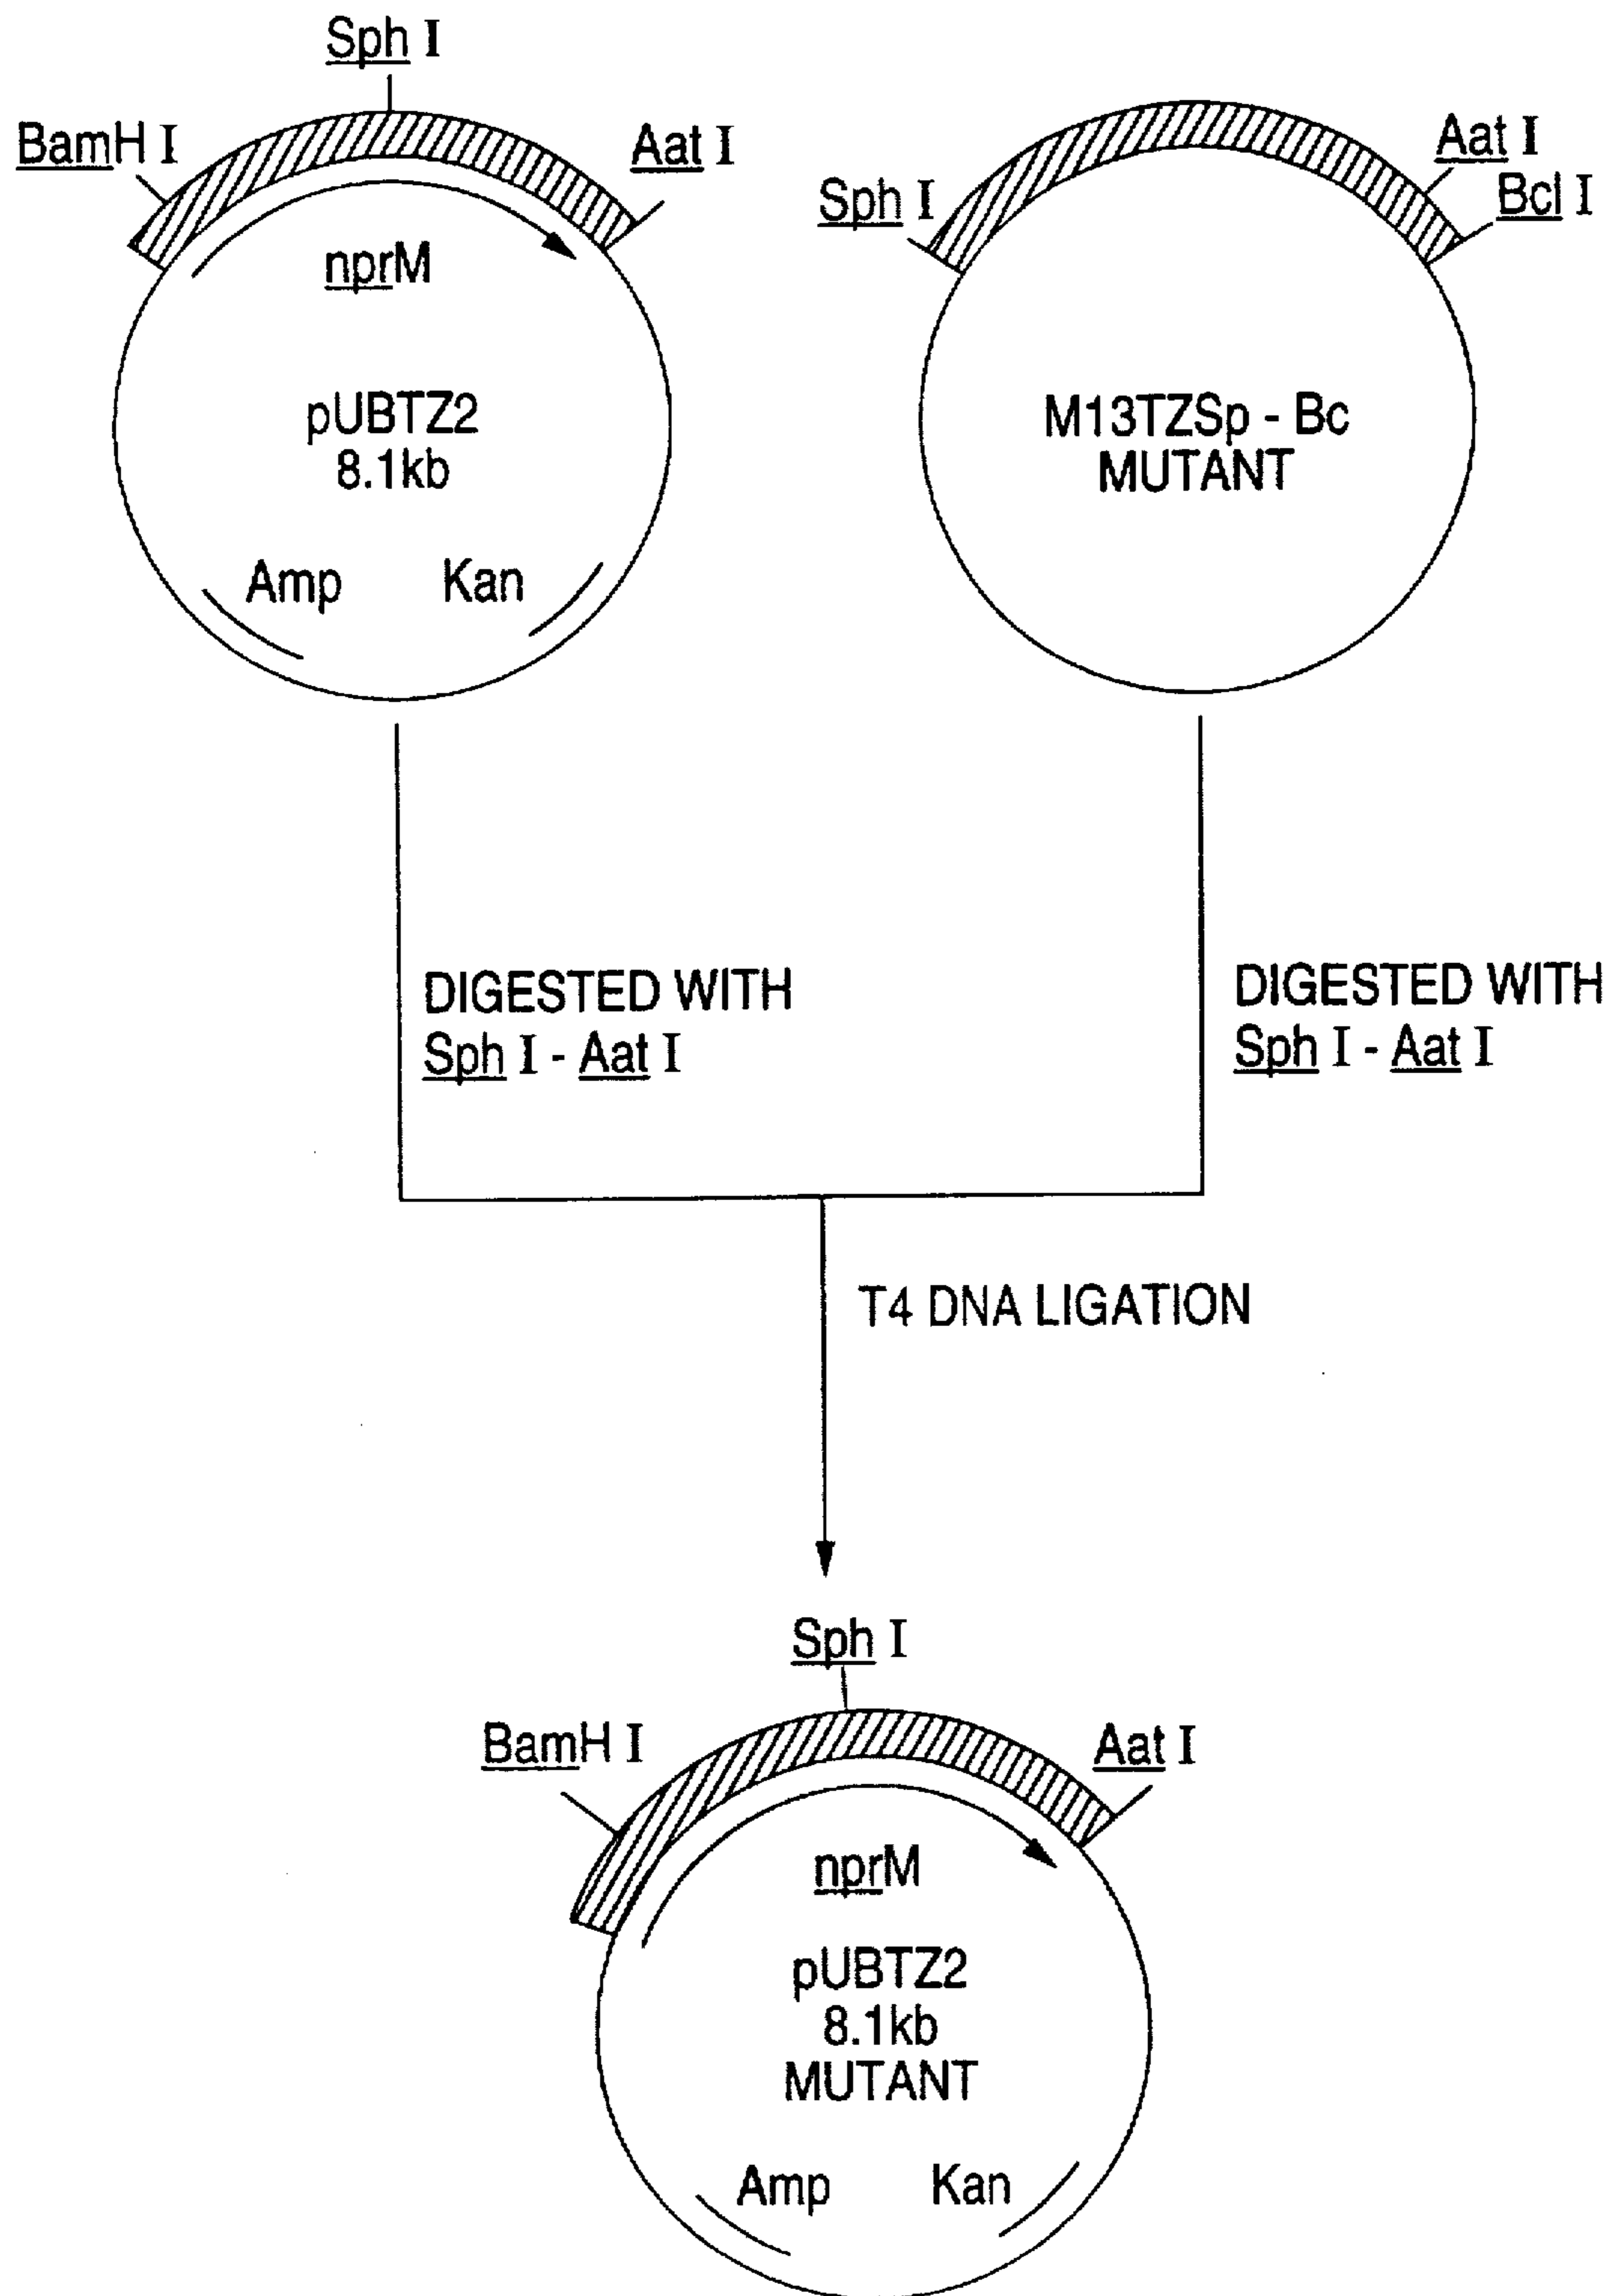 Sph I
BamH I
Aat I
nprM
pUBTZ2
8.1kb
Amp Kan
Sph I
Aat I
Bcl I
M13TZSp - Bc
MUTANT
DIGESTED WITH
Sph I - Aat I
DIGESTED WITH
Sph I - Aat I
T4 DNA LIGATION
Sph I
BamH I
Aat I
nprM
pUBTZ2
8.1kb
MUTANT
Amp Kan